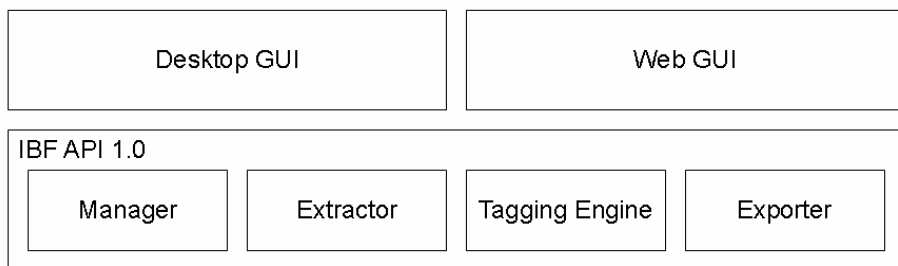 Desktop GUI
Web GUI
IBF API 1.0
Manager
Extractor
Tagging Engine
Exporter